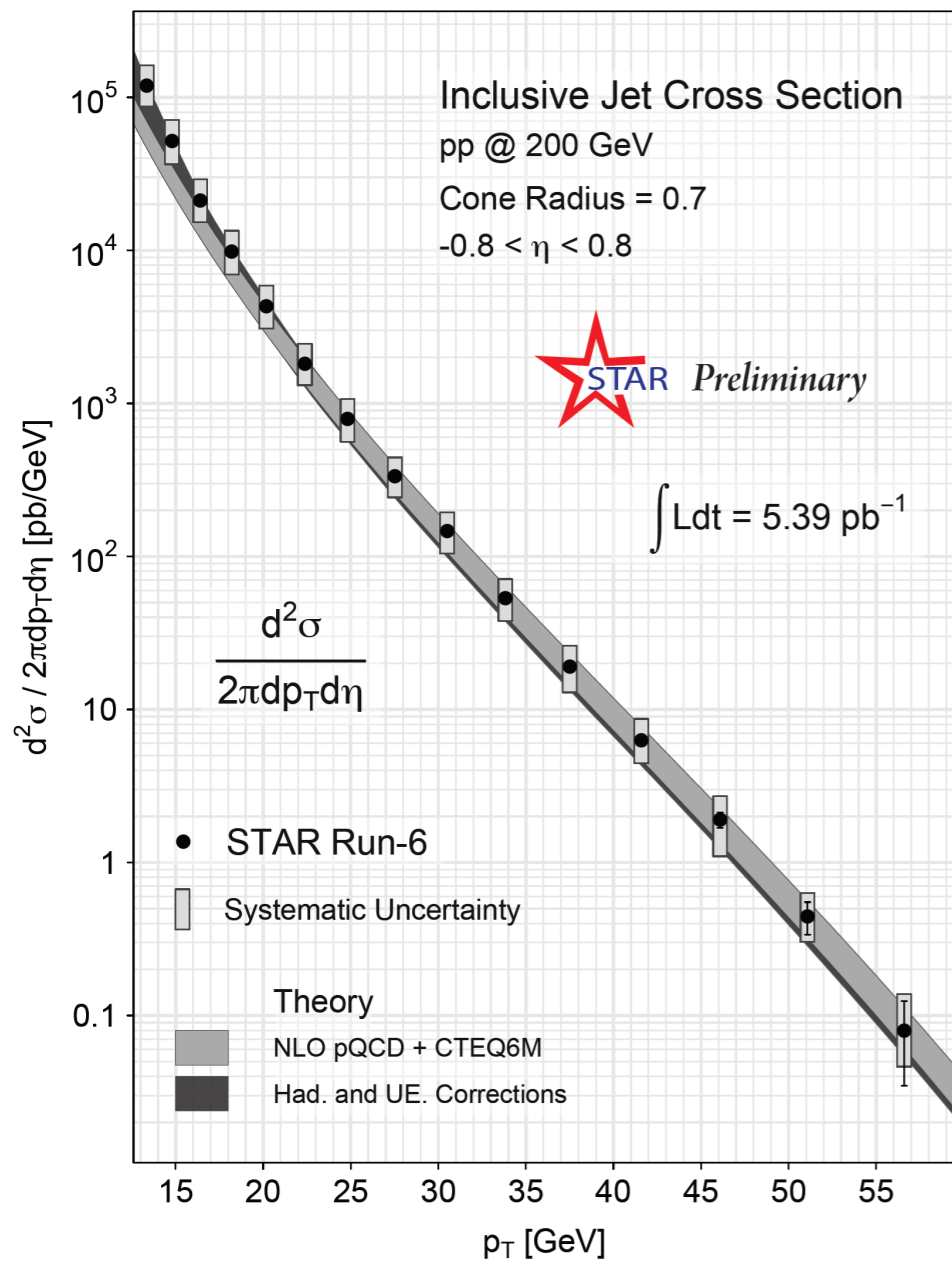 Inclusive Jet Cross Section
pp @ 200 GeV
Cone Radius = 0.7
-0.8 < η < 0.8
STAR Preliminary
∫ Ldt = 5.39 pb⁻¹
d²σ
2πdp_Tdη
STAR Run-6
Systematic Uncertainty
Theory
NLO pQCD + CTEQ6M
Had. and UE. Corrections
d²σ / 2πdp_Tdη [pb/GeV]
10⁵
10⁴
10³
10²
10
1
0.1
15 20 25 30 35 40 45 50 55
p_T [GeV]